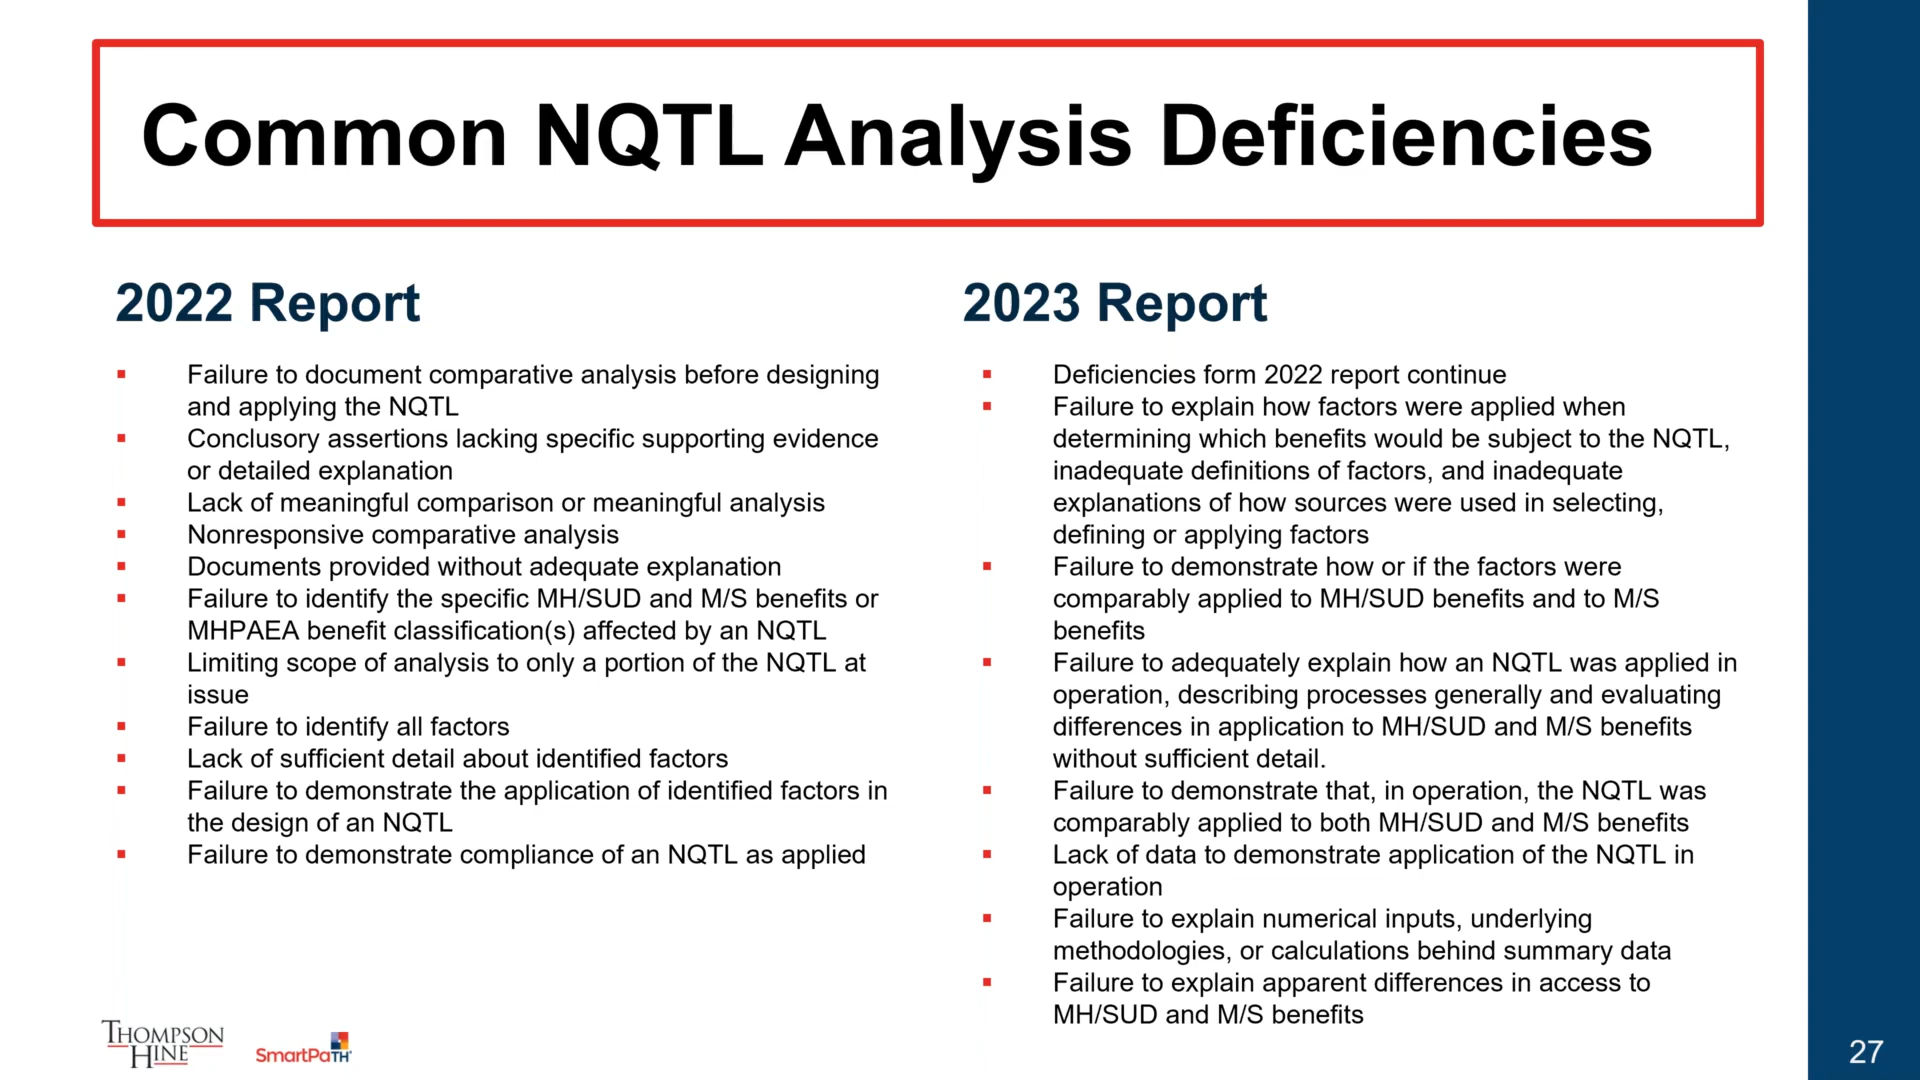 Common NQTL Analysis Deficiencies
2022 Report
▪ Failure to document comparative analysis before designing
and applying the NQTL
▪ Conclusory assertions lacking specific supporting evidence
or detailed explanation
▪ Lack of meaningful comparison or meaningful analysis
▪ Nonresponsive comparative analysis
▪ Documents provided without adequate explanation
▪ Failure to identify the specific MH/SUD and M/S benefits or
MHPAEA benefit classification(s) affected by an NQTL
▪ Limiting scope of analysis to only a portion of the NQTL at
issue
▪ Failure to identify all factors
▪ Lack of sufficient detail about identified factors
▪ Failure to demonstrate the application of identified factors in
the design of an NQTL
▪ Failure to demonstrate compliance of an NQTL as applied
2023 Report
▪ Deficiencies form 2022 report continue
▪ Failure to explain how factors were applied when
determining which benefits would be subject to the NQTL,
inadequate definitions of factors, and inadequate
explanations of how sources were used in selecting,
defining or applying factors
▪ Failure to demonstrate how or if the factors were
comparably applied to MH/SUD benefits and to M/S
benefits
▪ Failure to adequately explain how an NQTL was applied in
operation, describing processes generally and evaluating
differences in application to MH/SUD and M/S benefits
without sufficient detail.
▪ Failure to demonstrate that, in operation, the NQTL was
comparably applied to both MH/SUD and M/S benefits
▪ Lack of data to demonstrate application of the NQTL in
operation
▪ Failure to explain numerical inputs, underlying
methodologies, or calculations behind summary data
▪ Failure to explain apparent differences in access to
MH/SUD and M/S benefits
THOMPSON
HINE
SmartPaTH
27